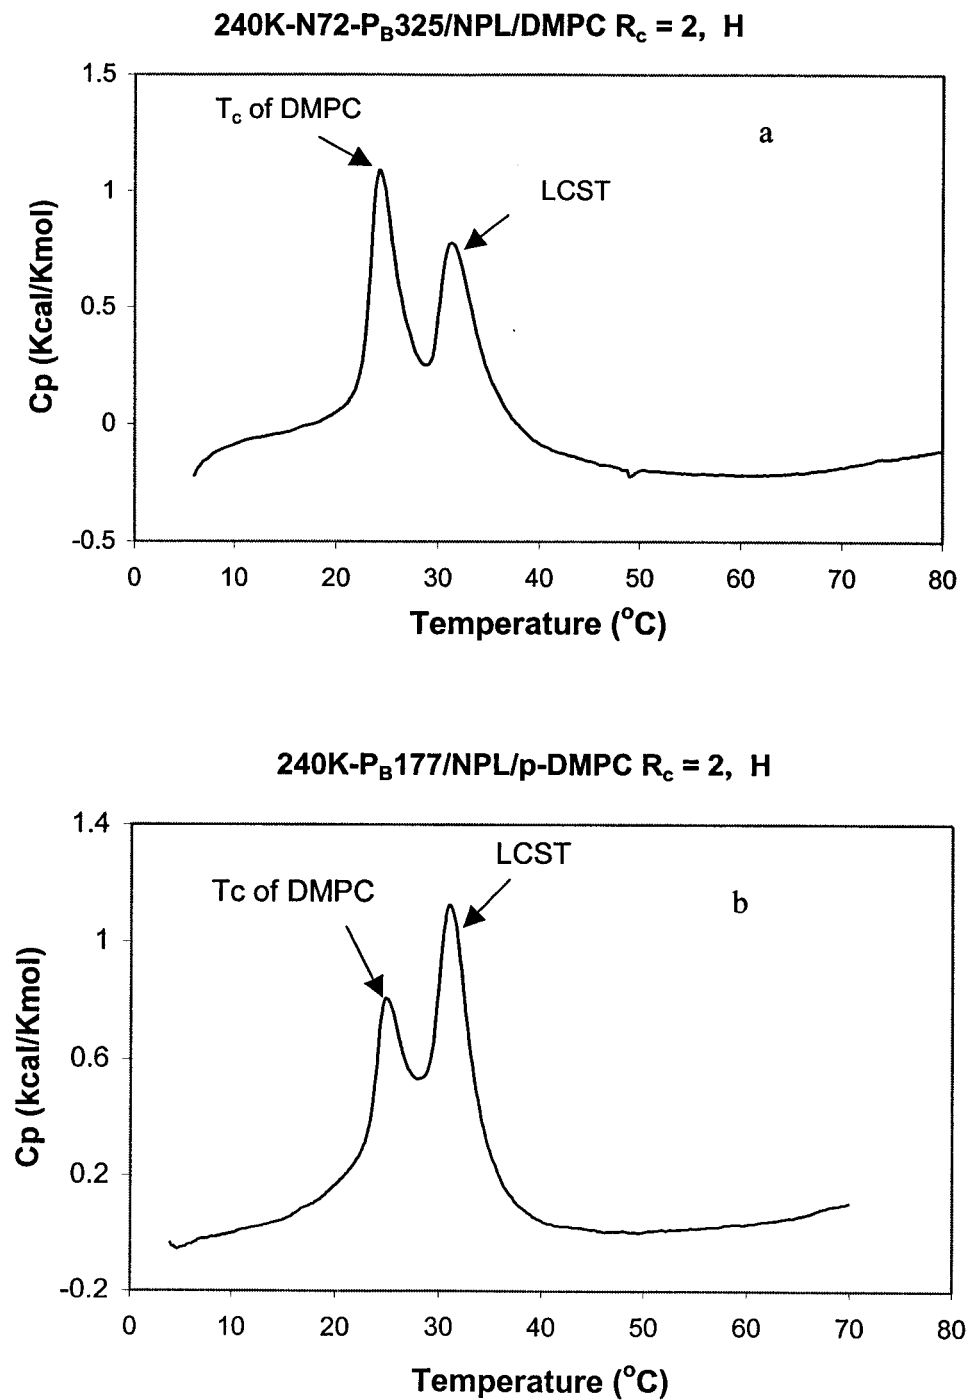 240K-N72-P_B325/NPL/DMPC R_c = 2, H
1.5
T_c of DMPC
a
1
LCST
0.5
0
-0.5
Cp (Kcal/Kmol)
0 10 20 30 40 50 60 70 80
Temperature (°C)
240K-P_B177/NPL/p-DMPC R_c = 2, H
1.4
LCST
Tc of DMPC
b
1
0.6
0.2
-0.2
Cp (kcal/Kmol)
0 10 20 30 40 50 60 70 80
Temperature (°C)